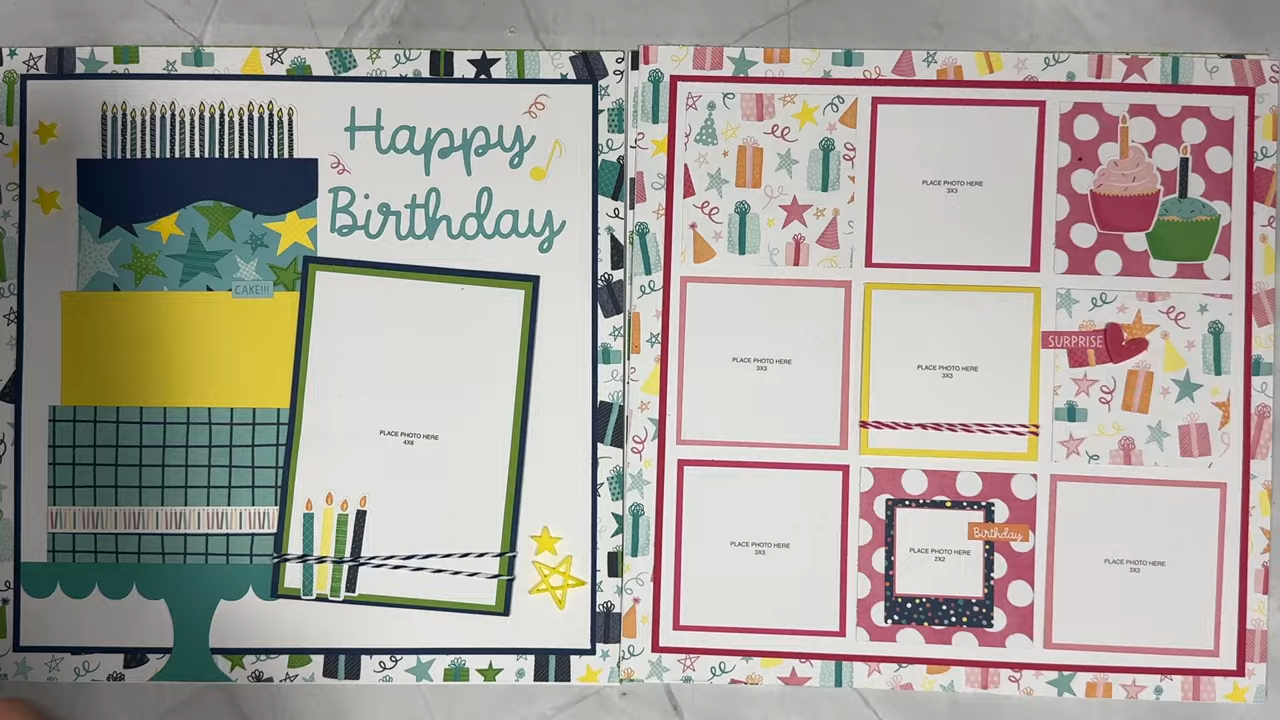 Happy
Birthday
CAKE!!!
PLACE PHOTO HERE
4X6
PLACE PHOTO HERE
3X3
PLACE PHOTO HERE
3X3
PLACE PHOTO HERE
3X3
SURPRISE
PLACE PHOTO HERE
3X3
Birthday
PLACE PHOTO HERE
2X2
PLACE PHOTO HERE
3X3